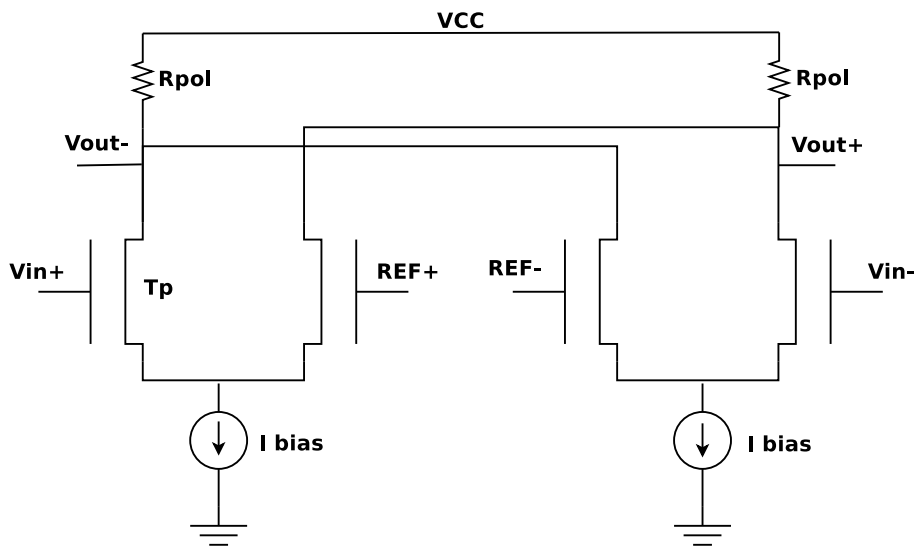 VCC
Rpol
Rpol
Vout-
Vout+
Vin+
Tp
REF+
REF-
Vin-
I bias
I bias